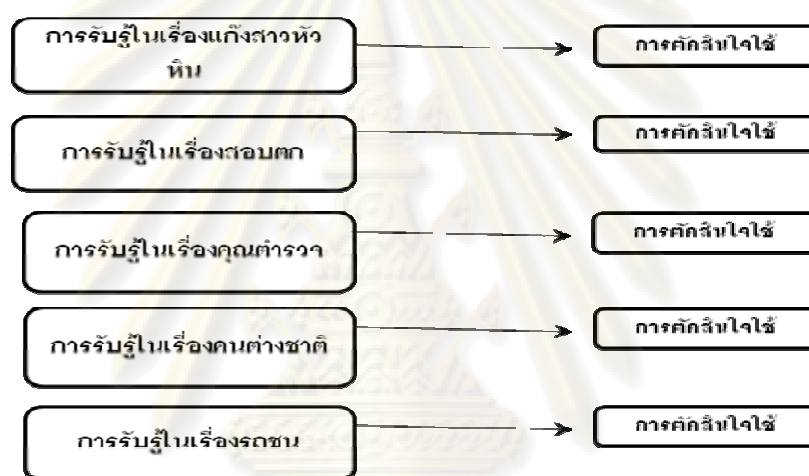 การรับรู้ในเรื่องแก๊งสาวหัว
หิน
การตัดสินใจใช้
การรับรู้ในเรื่องสอบตก
การตัดสินใจใช้
การรับรู้ในเรื่องคุณตำรวจ
การตัดสินใจใช้
การรับรู้ในเรื่องคนต่างชาติ
การตัดสินใจใช้
การรับรู้ในเรื่องรถชน
การตัดสินใจใช้